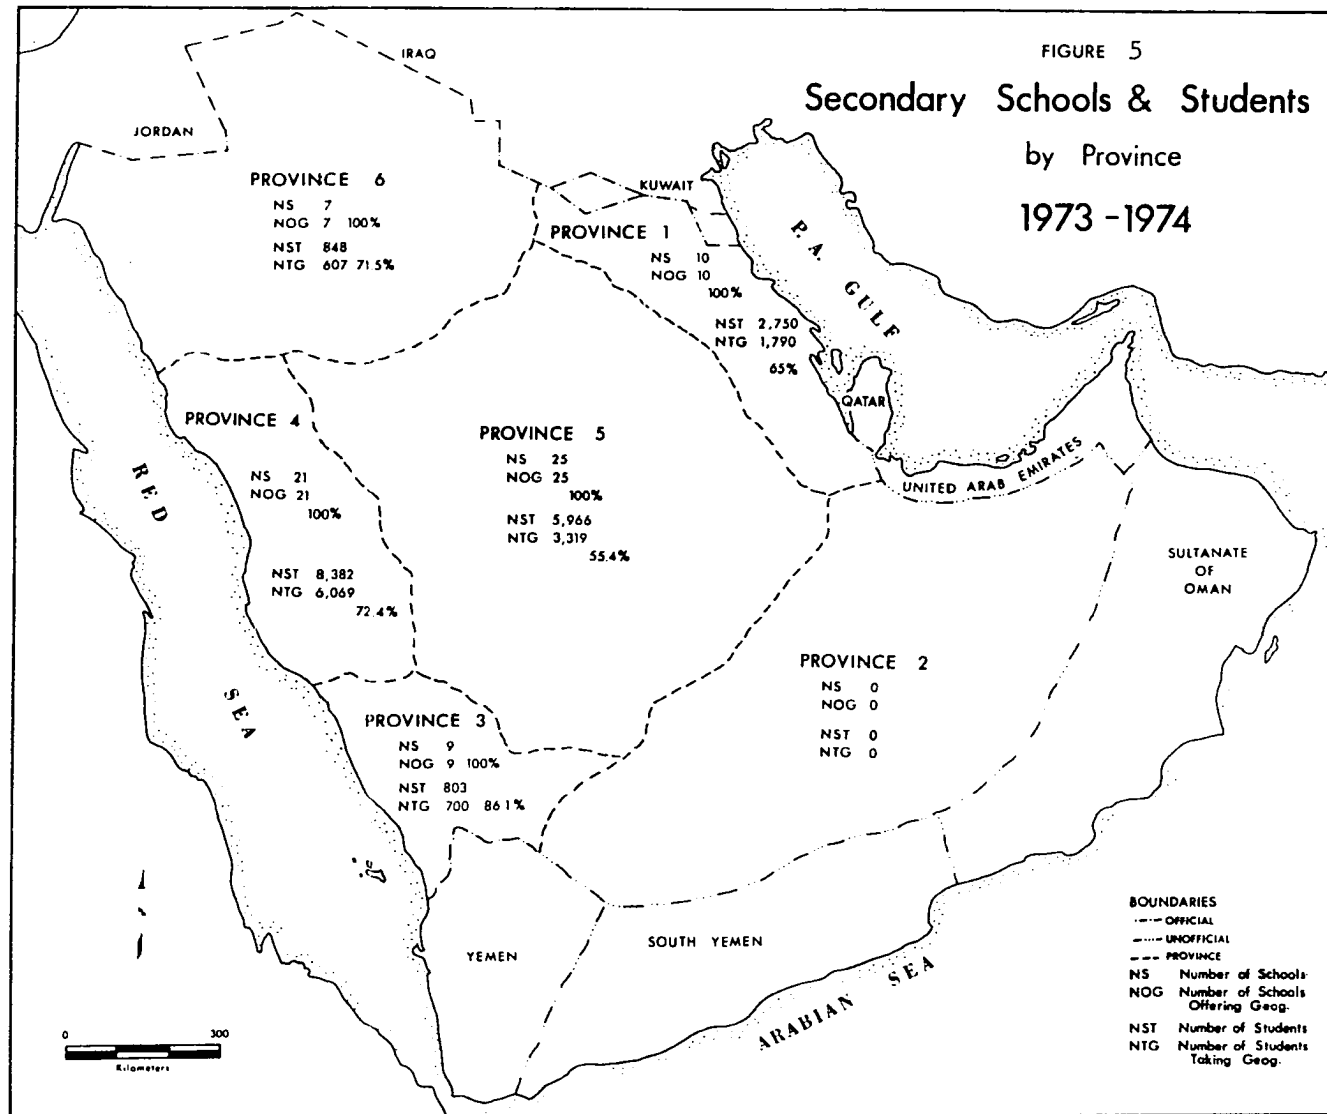 FIGURE 5
Secondary Schools & Students
by Province
1973-1974
IRAQ
JORDAN
KUWAIT
PROVINCE 6
NS 7
NOG 7 100%
NST 848
NTG 607 71.5%
PROVINCE 1
NS 10
NOG 10
100%
NST 2,750
NTG 1,790
65%
P.A. GULF
QATAR
UNITED ARAB EMIRATES
PROVINCE 4
NS 21
NOG 21
100%
NST 8,382
NTG 6,069
72.4%
PROVINCE 5
NS 25
NOG 25
100%
NST 5,966
NTG 3,319
55.4%
RED SEA
SULTANATE
OF
OMAN
PROVINCE 2
NS 0
NOG 0
NST 0
NTG 0
PROVINCE 3
NS 9
NOG 9 100%
NST 803
NTG 700 86.1%
YEMEN
SOUTH YEMEN
ARABIAN SEA
0 300
Kilometers
BOUNDARIES
OFFICIAL
UNOFFICIAL
PROVINCE
NS Number of Schools
NOG Number of Schools
Offering Geog.
NST Number of Students
NTG Number of Students
Taking Geog.